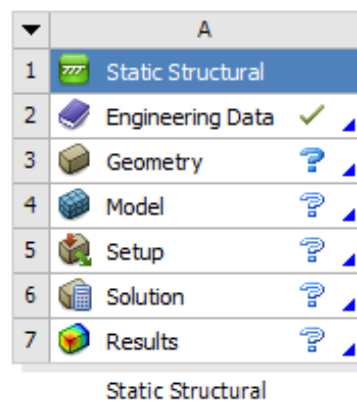 A
1 Static Structural
2 Engineering Data
3 Geometry
4 Model
5 Setup
6 Solution
7 Results
Static Structural